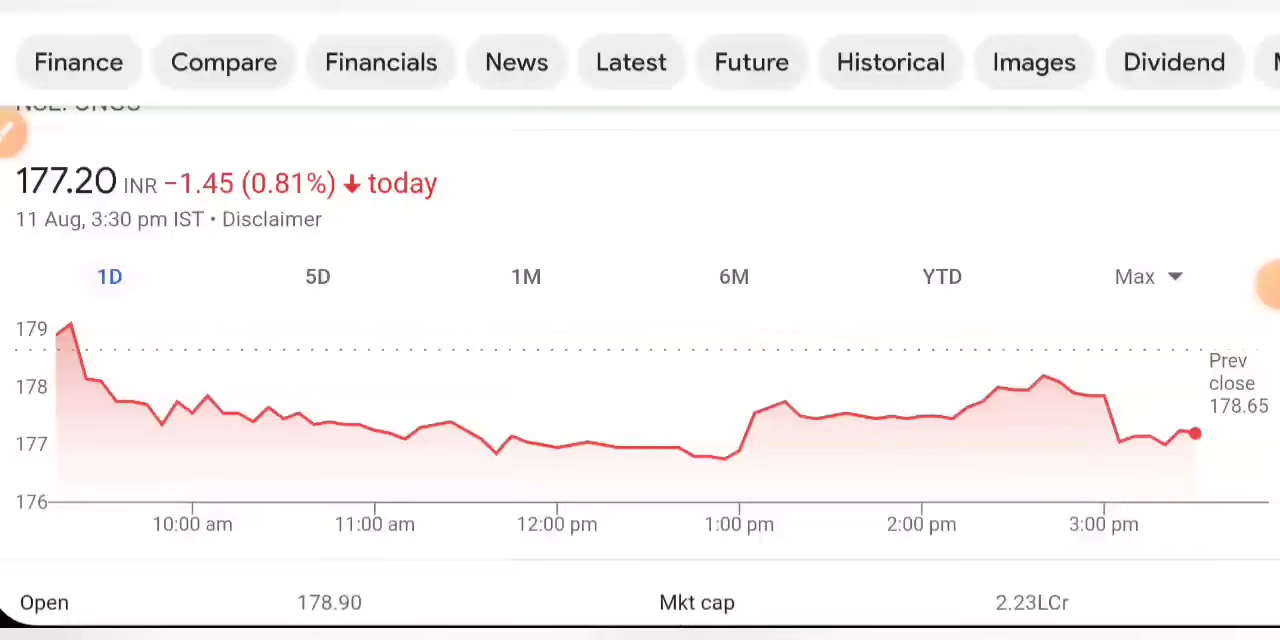 Finance Compare Financials News Latest Future Historical Images Dividend
177.20 INR −1.45 (0.81%) ↓ today
11 Aug, 3:30 pm IST • Disclaimer
1D 5D 1M 6M YTD Max
179
178
177
176
Prev
close
178.65
10:00 am 11:00 am 12:00 pm 1:00 pm 2:00 pm 3:00 pm
Open 178.90 Mkt cap 2.23LCr